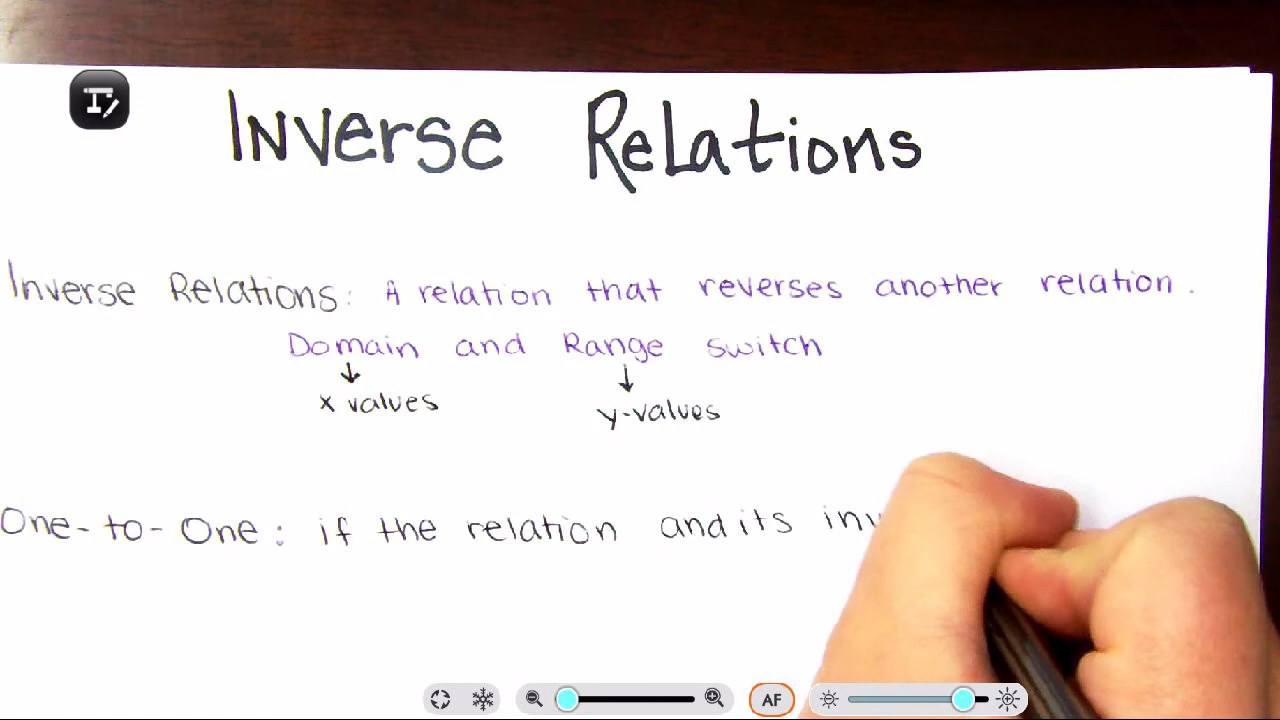 Inverse Relations
Inverse Relations: A relation that reverses another relation.
Domain and Range switch
x values y-values
One-to-One: if the relation and its
AF